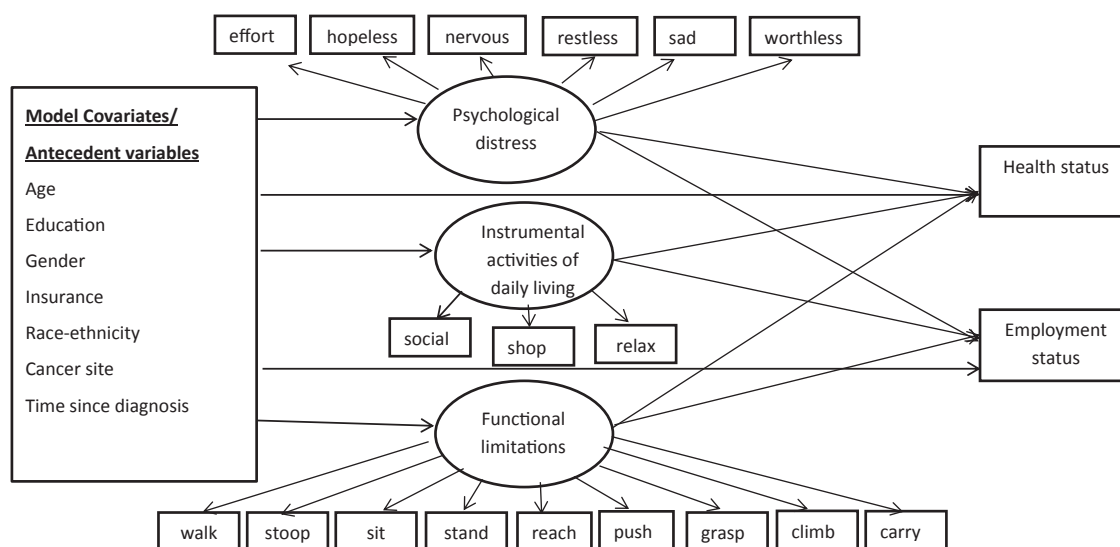 effort
hopeless
nervous
restless
sad
worthless
Model Covariates/
Antecedent variables
Age
Education
Gender
Insurance
Race-ethnicity
Cancer site
Time since diagnosis
Psychological
distress
Instrumental
activities of
daily living
social
shop
relax
Functional
limitations
walk
stoop
sit
stand
reach
push
grasp
climb
carry
Health status
Employment
status